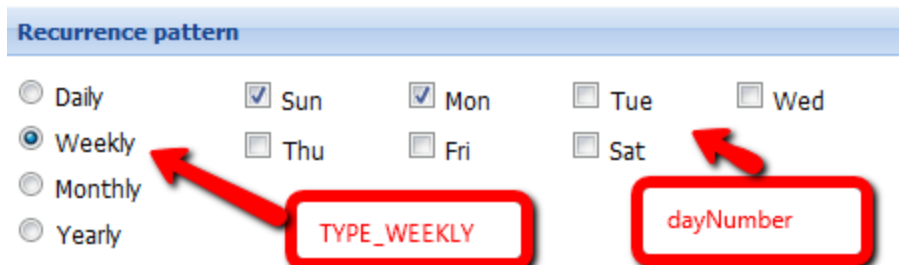 Recurrence pattern
Daily Sun Mon Tue Wed
Weekly Thu Fri Sat
Monthly
Yearly
TYPE_WEEKLY
dayNumber